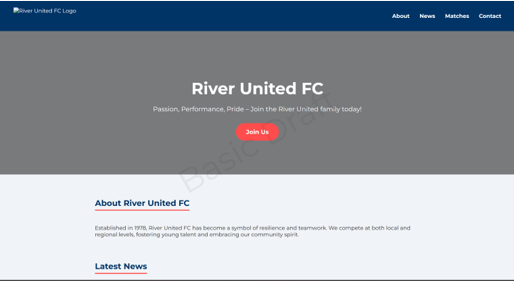 River United FC Logo
About News Matches Contact
River United FC
Passion, Performance, Pride – Join the River United family today!
Join Us
Basic Draft
About River United FC
Established in 1978, River United FC has become a symbol of resilience and teamwork. We compete at both local and
regional levels, fostering young talent and embracing our community spirit.
Latest News